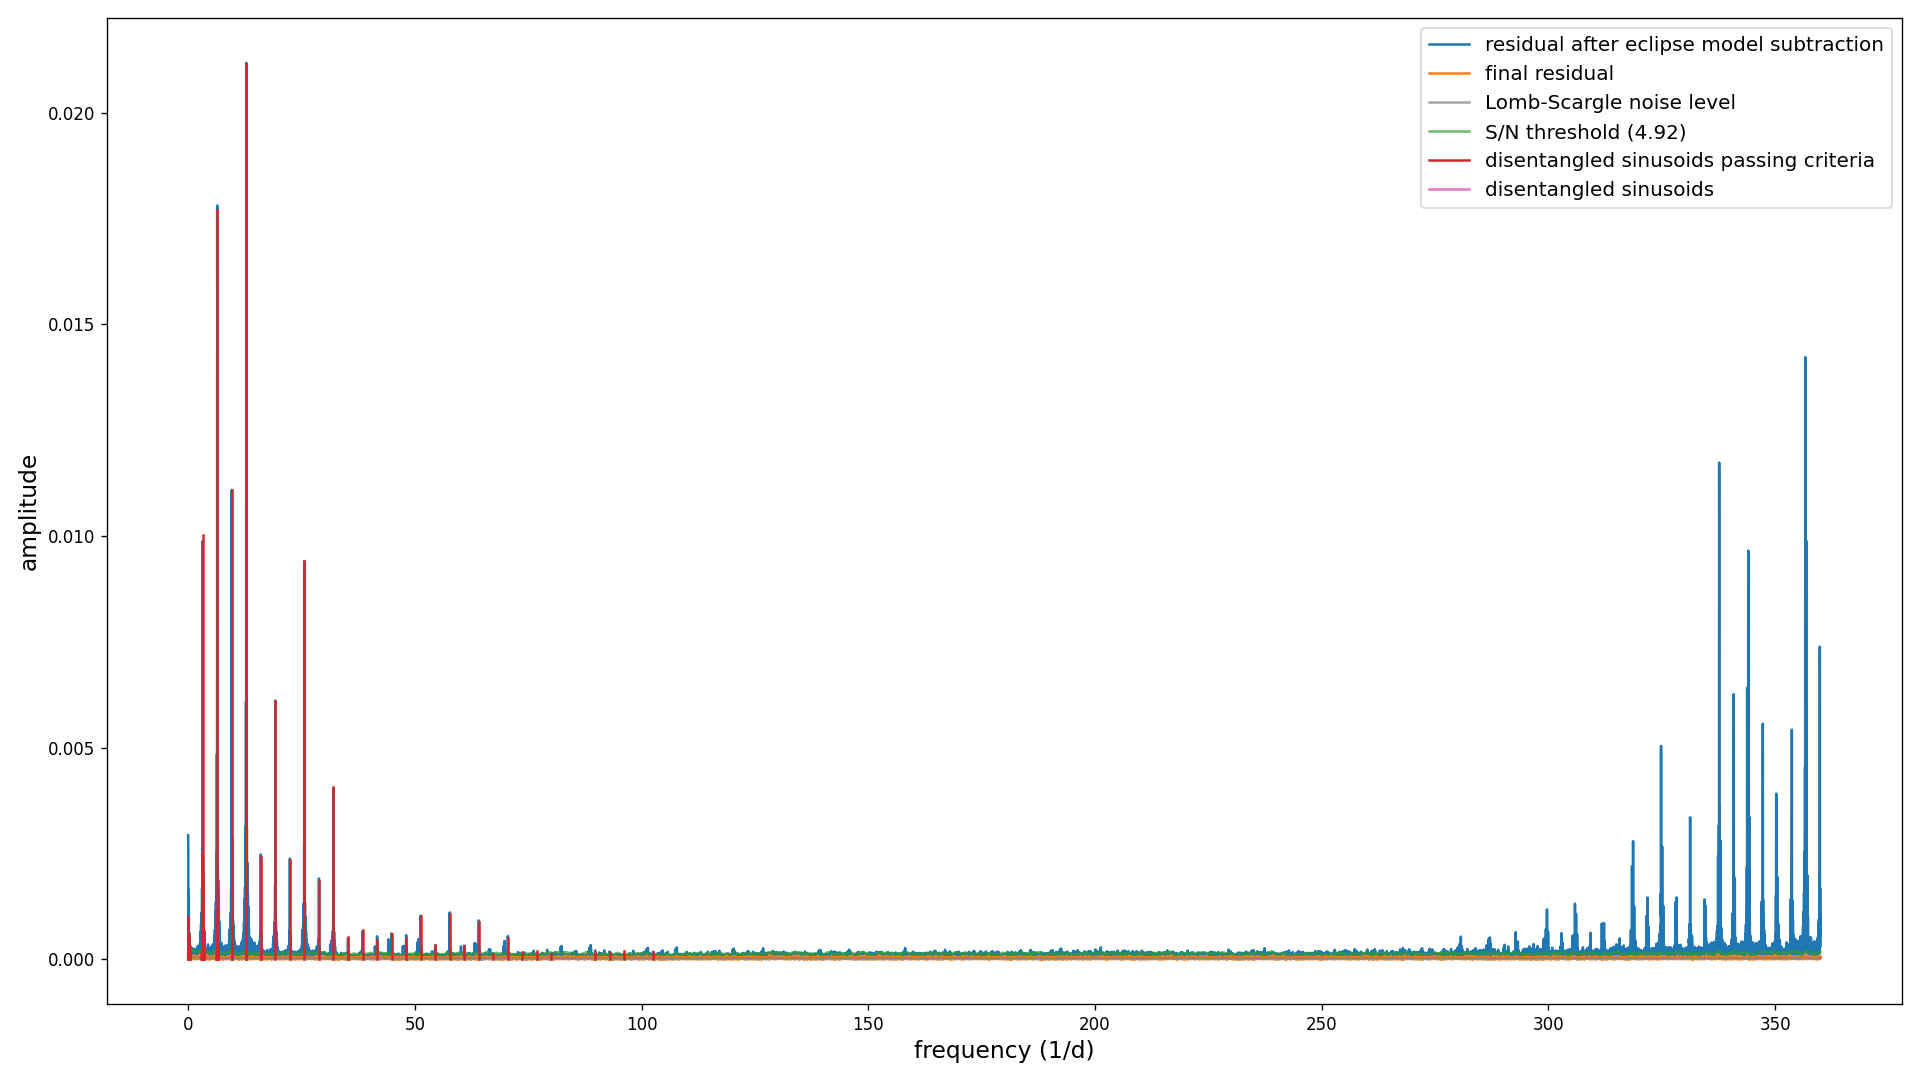 residual after eclipse model subtraction
final residual
Lomb-Scargle noise level
S/N threshold (4.92)
disentangled sinusoids passing criteria
disentangled sinusoids
amplitude
0.020
0.015
0.010
0.005
0.000
0 50 100 150 200 250 300 350
frequency (1/d)